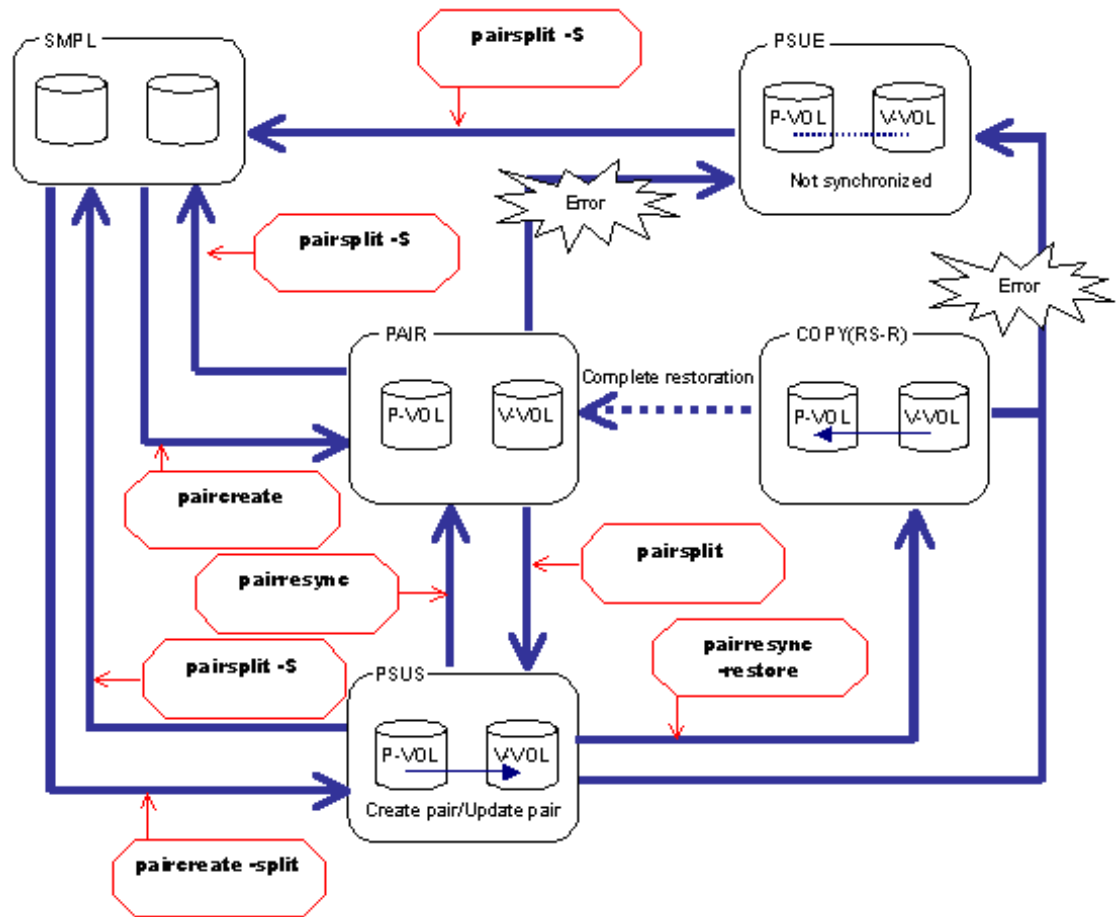 SMPL
pairsplit -S
PSUE
P-VOL
V-VOL
Not synchronized
Error
pairsplit -S
Error
PAIR
P-VOL
V-VOL
Complete restoration
COPY(RS-R)
P-VOL
V-VOL
paircreate
pairresync
pairsplit
pairsplit -S
pairresync
-restore
PSUS
P-VOL
V-VOL
Create pair/Update pair
paircreate -split